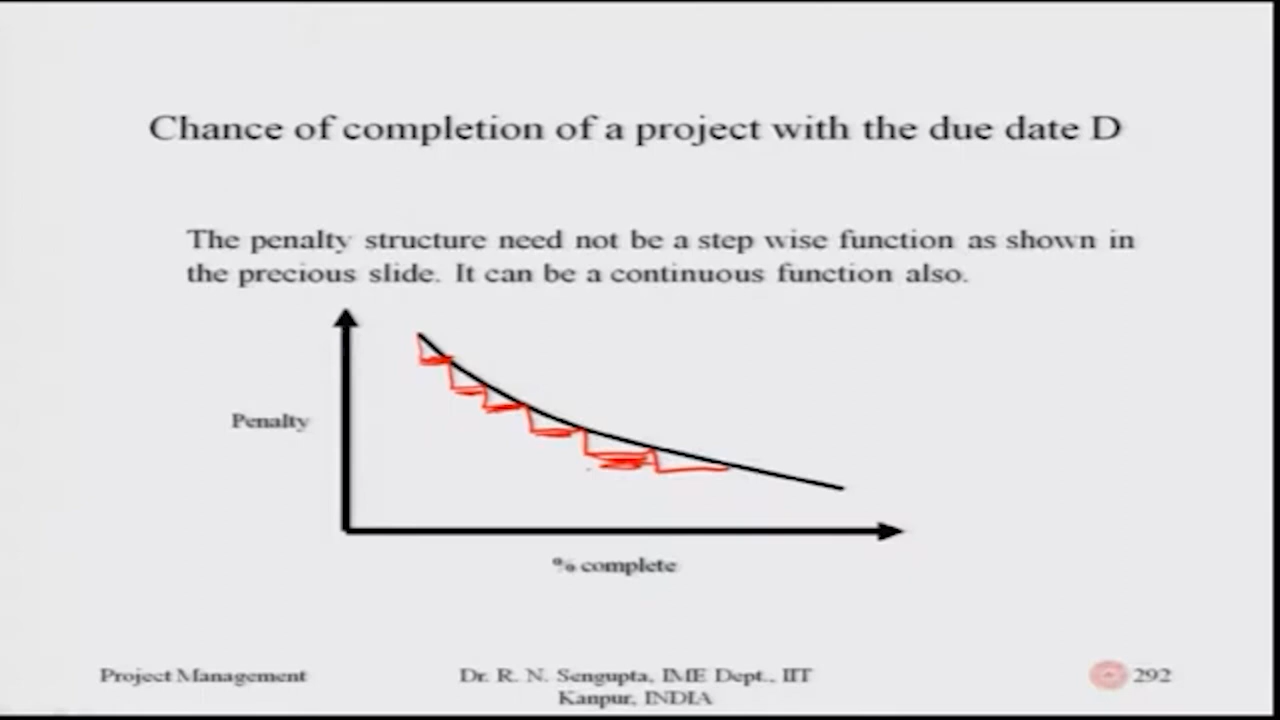 Chance of completion of a project with the due date D
The penalty structure need not be a step wise function as shown in
the precious slide. It can be a continuous function also.
Penalty
% complete
Project Management
Dr. R. N. Sengupta, IME Dept., IIT
Kanpur, INDIA
292